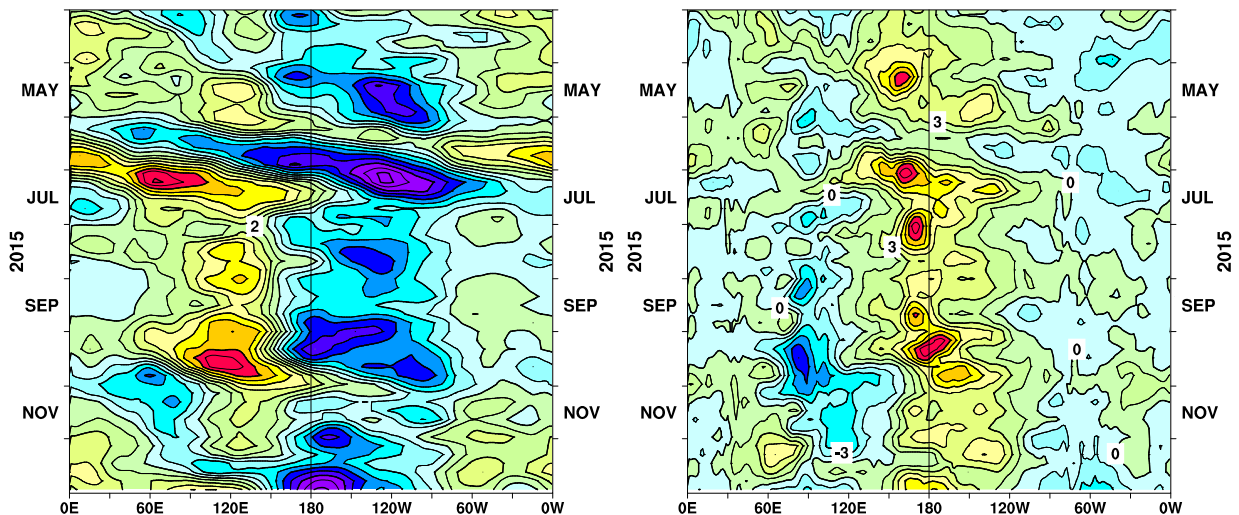 MAY MAY MAY MAY
3
JUL 0 0 JUL JUL
2
2015 2015 2015 3 2015
SEP SEP SEP 0 SEP
0
NOV NOV NOV NOV
-3 0
0E 60E 120E 180 120W 60W 0W 0E 60E 120E 180 120W 60W 0W